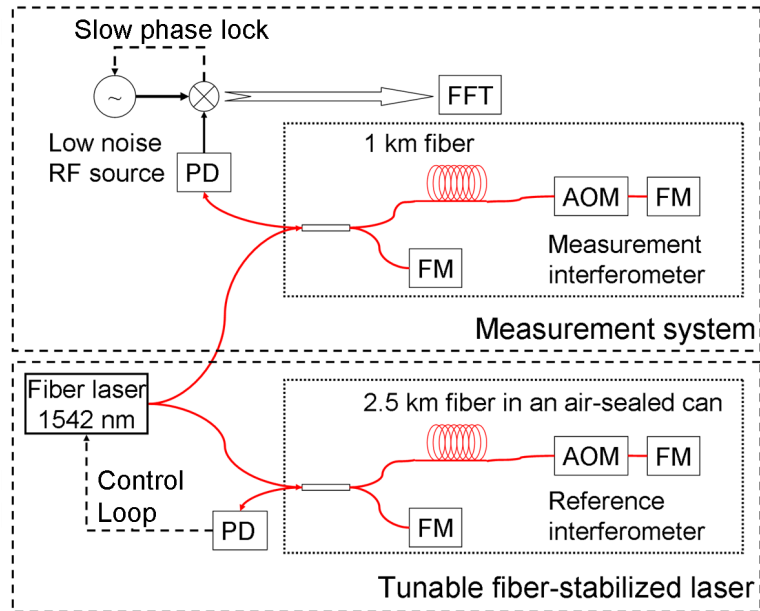 Slow phase lock
~
FFT
Low noise
RF source
PD
1 km fiber
AOM
FM
FM
Measurement
interferometer
Measurement system
Fiber laser
1542 nm
2.5 km fiber in an air-sealed can
AOM
FM
Control
Loop
PD
FM
Reference
interferometer
Tunable fiber-stabilized laser